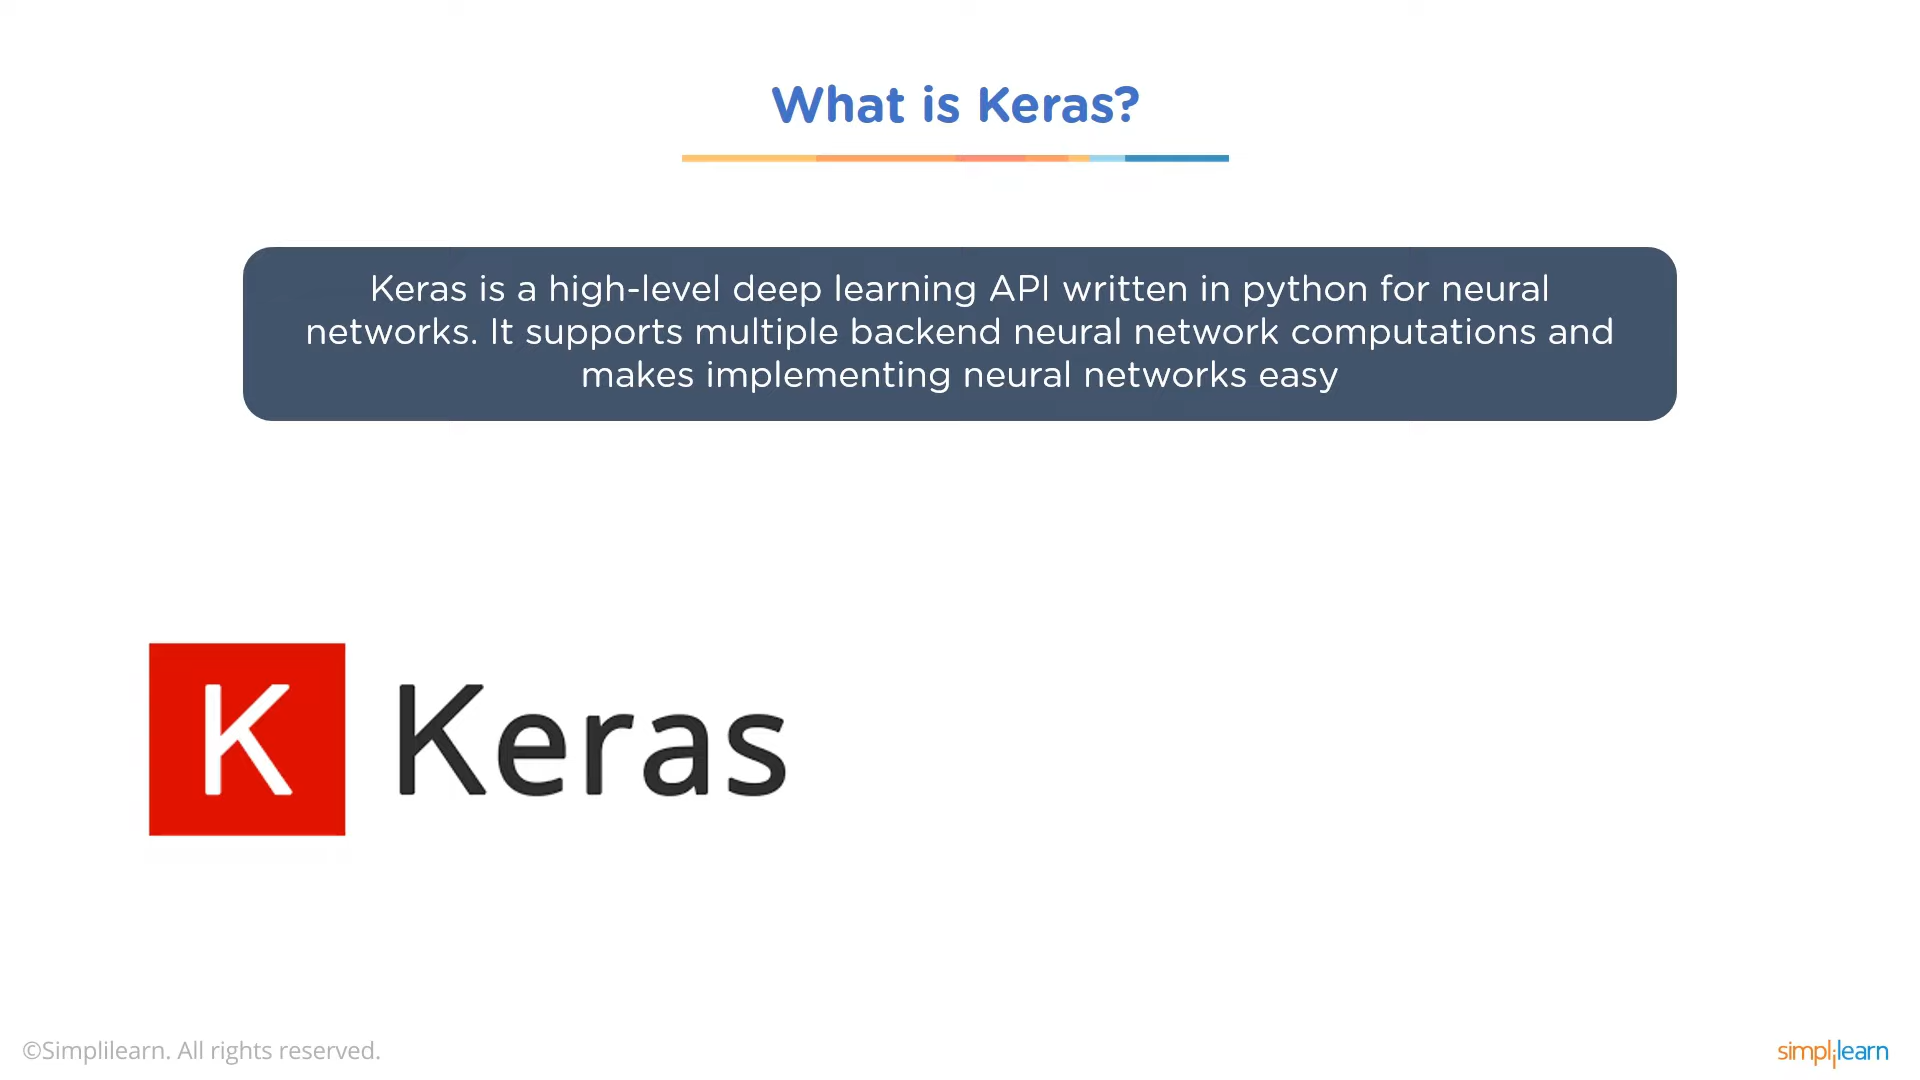 What is Keras?
Keras is a high-level deep learning API written in python for neural
networks. It supports multiple backend neural network computations and
makes implementing neural networks easy
K Keras
©Simplilearn. All rights reserved.
simplilearn